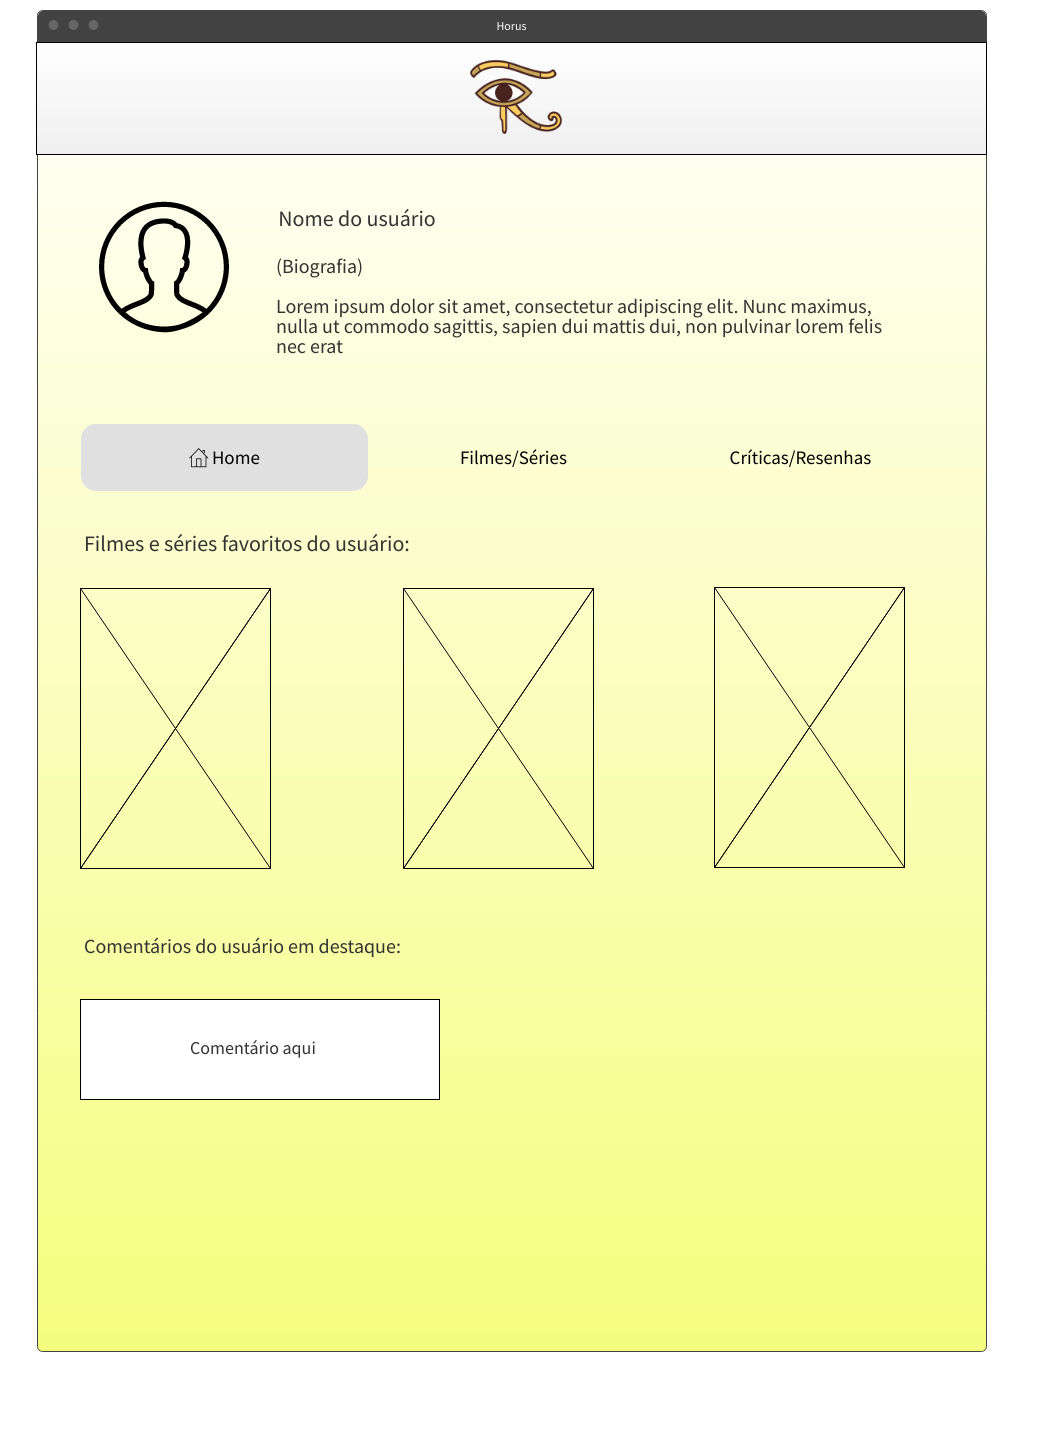 Horus
Nome do usuário
(Biografia)
Lorem ipsum dolor sit amet, consectetur adipiscing elit. Nunc maximus,
nulla ut commodo sagittis, sapien dui mattis dui, non pulvinar lorem felis
nec erat
Home
Filmes/Séries
Críticas/Resenhas
Filmes e séries favoritos do usuário:
Comentários do usuário em destaque:
Comentário aqui